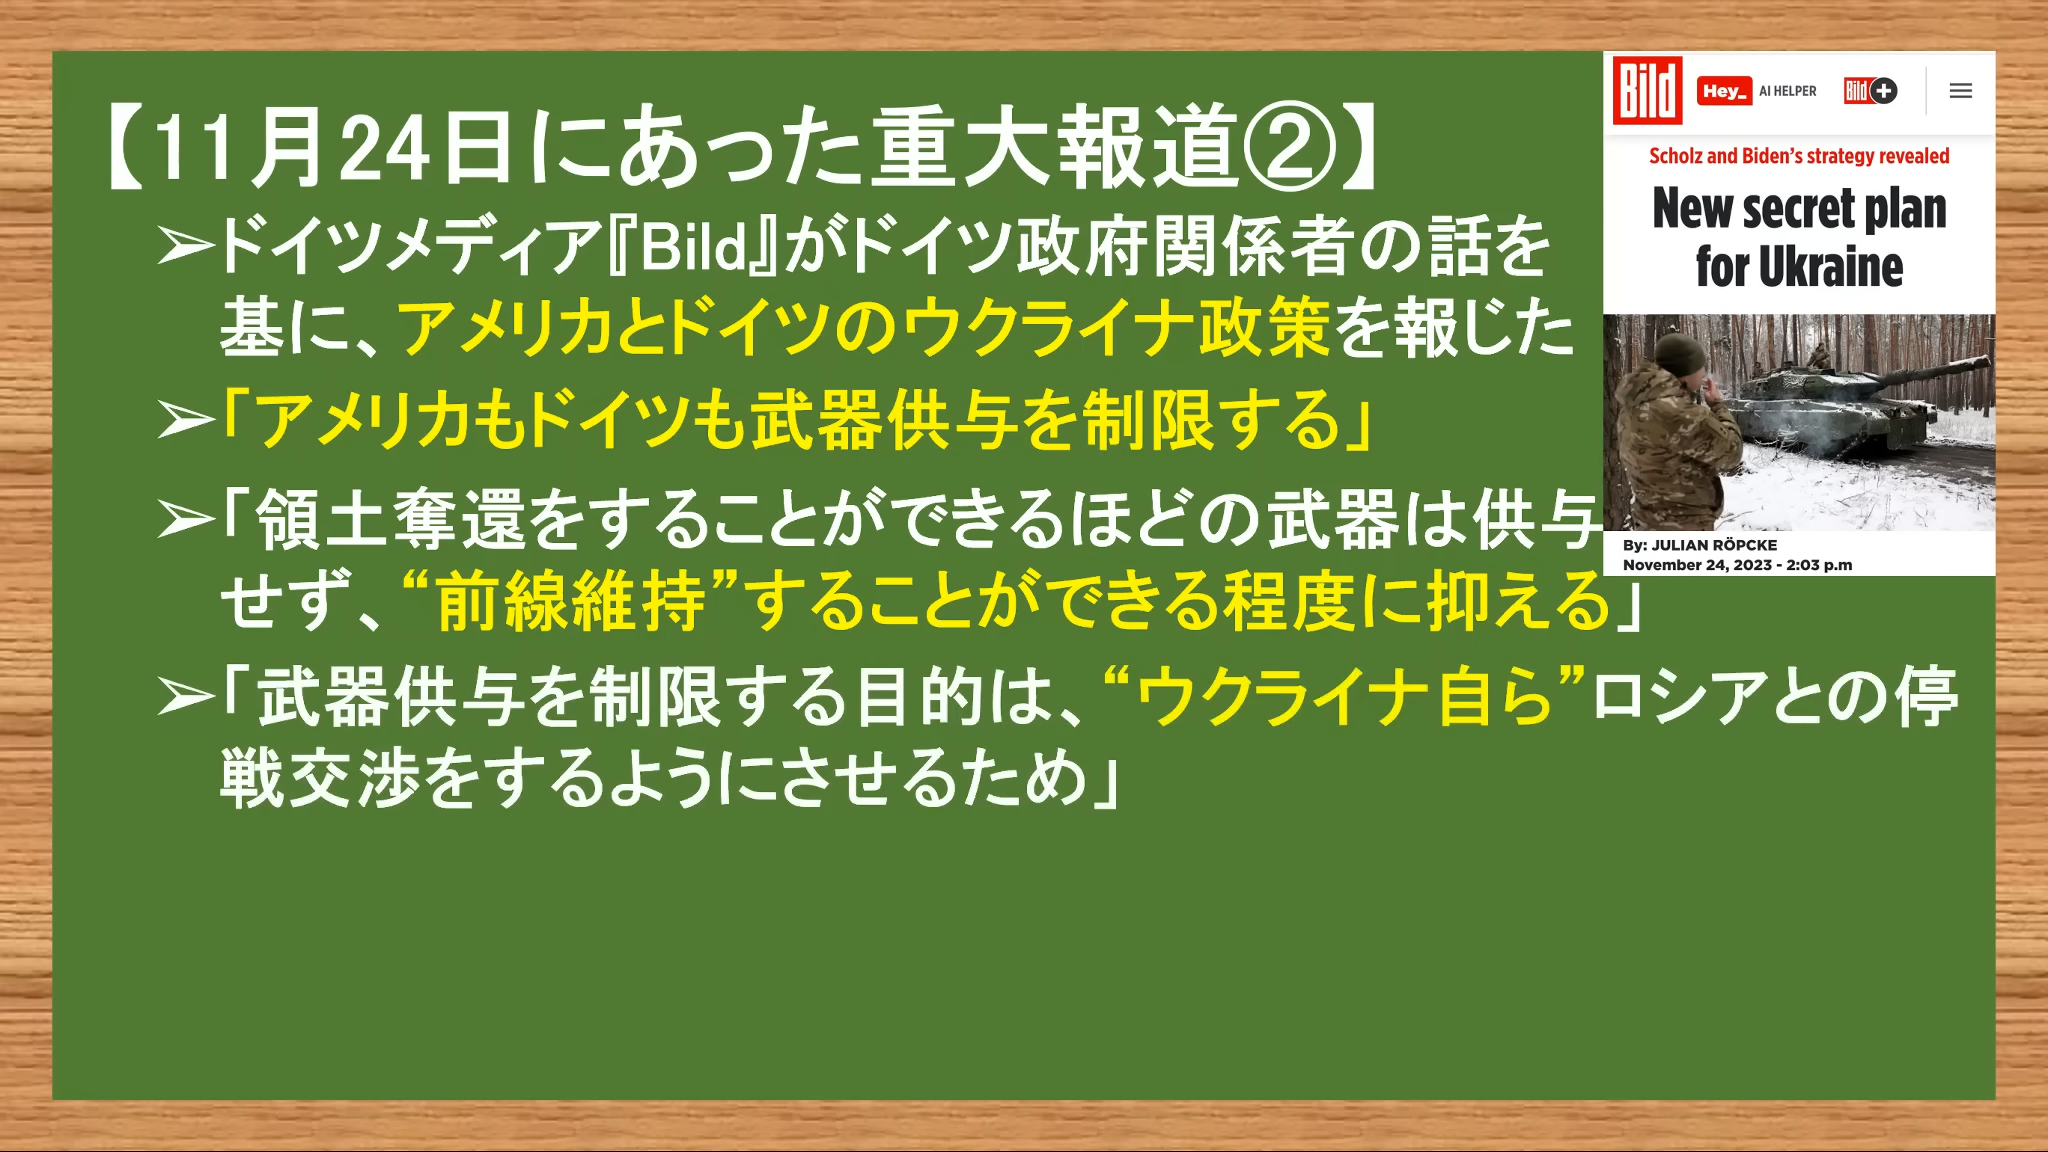 【11月24日にあった重大報道②】
➢ドイツメディア『Bild』がドイツ政府関係者の話を
基に、アメリカとドイツのウクライナ政策を報じた
➢「アメリカもドイツも武器供与を制限する」
➢「領土奪還をすることができるほどの武器は供与
せず、“前線維持”することができる程度に抑える」
➢「武器供与を制限する目的は、“ウクライナ自ら”ロシアとの停
戦交渉をするようにさせるため」
Bild Hey_ AI HELPER Bild+
Scholz and Biden's strategy revealed
New secret plan
for Ukraine
By: JULIAN RÖPCKE
November 24, 2023 - 2:03 p.m